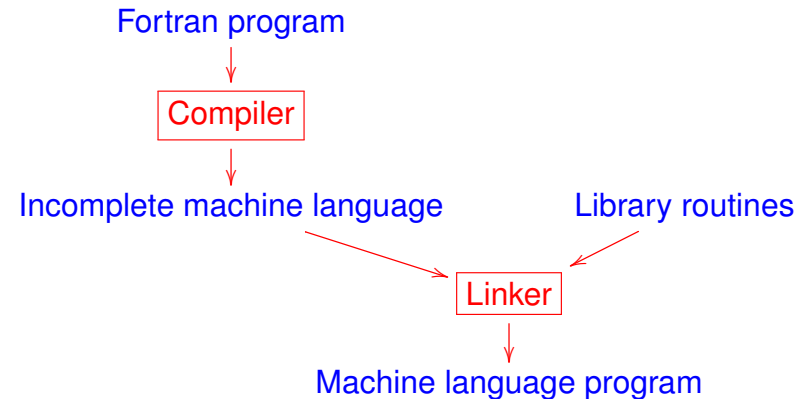 Fortran program
Compiler
Incomplete machine language
Library routines
Linker
Machine language program